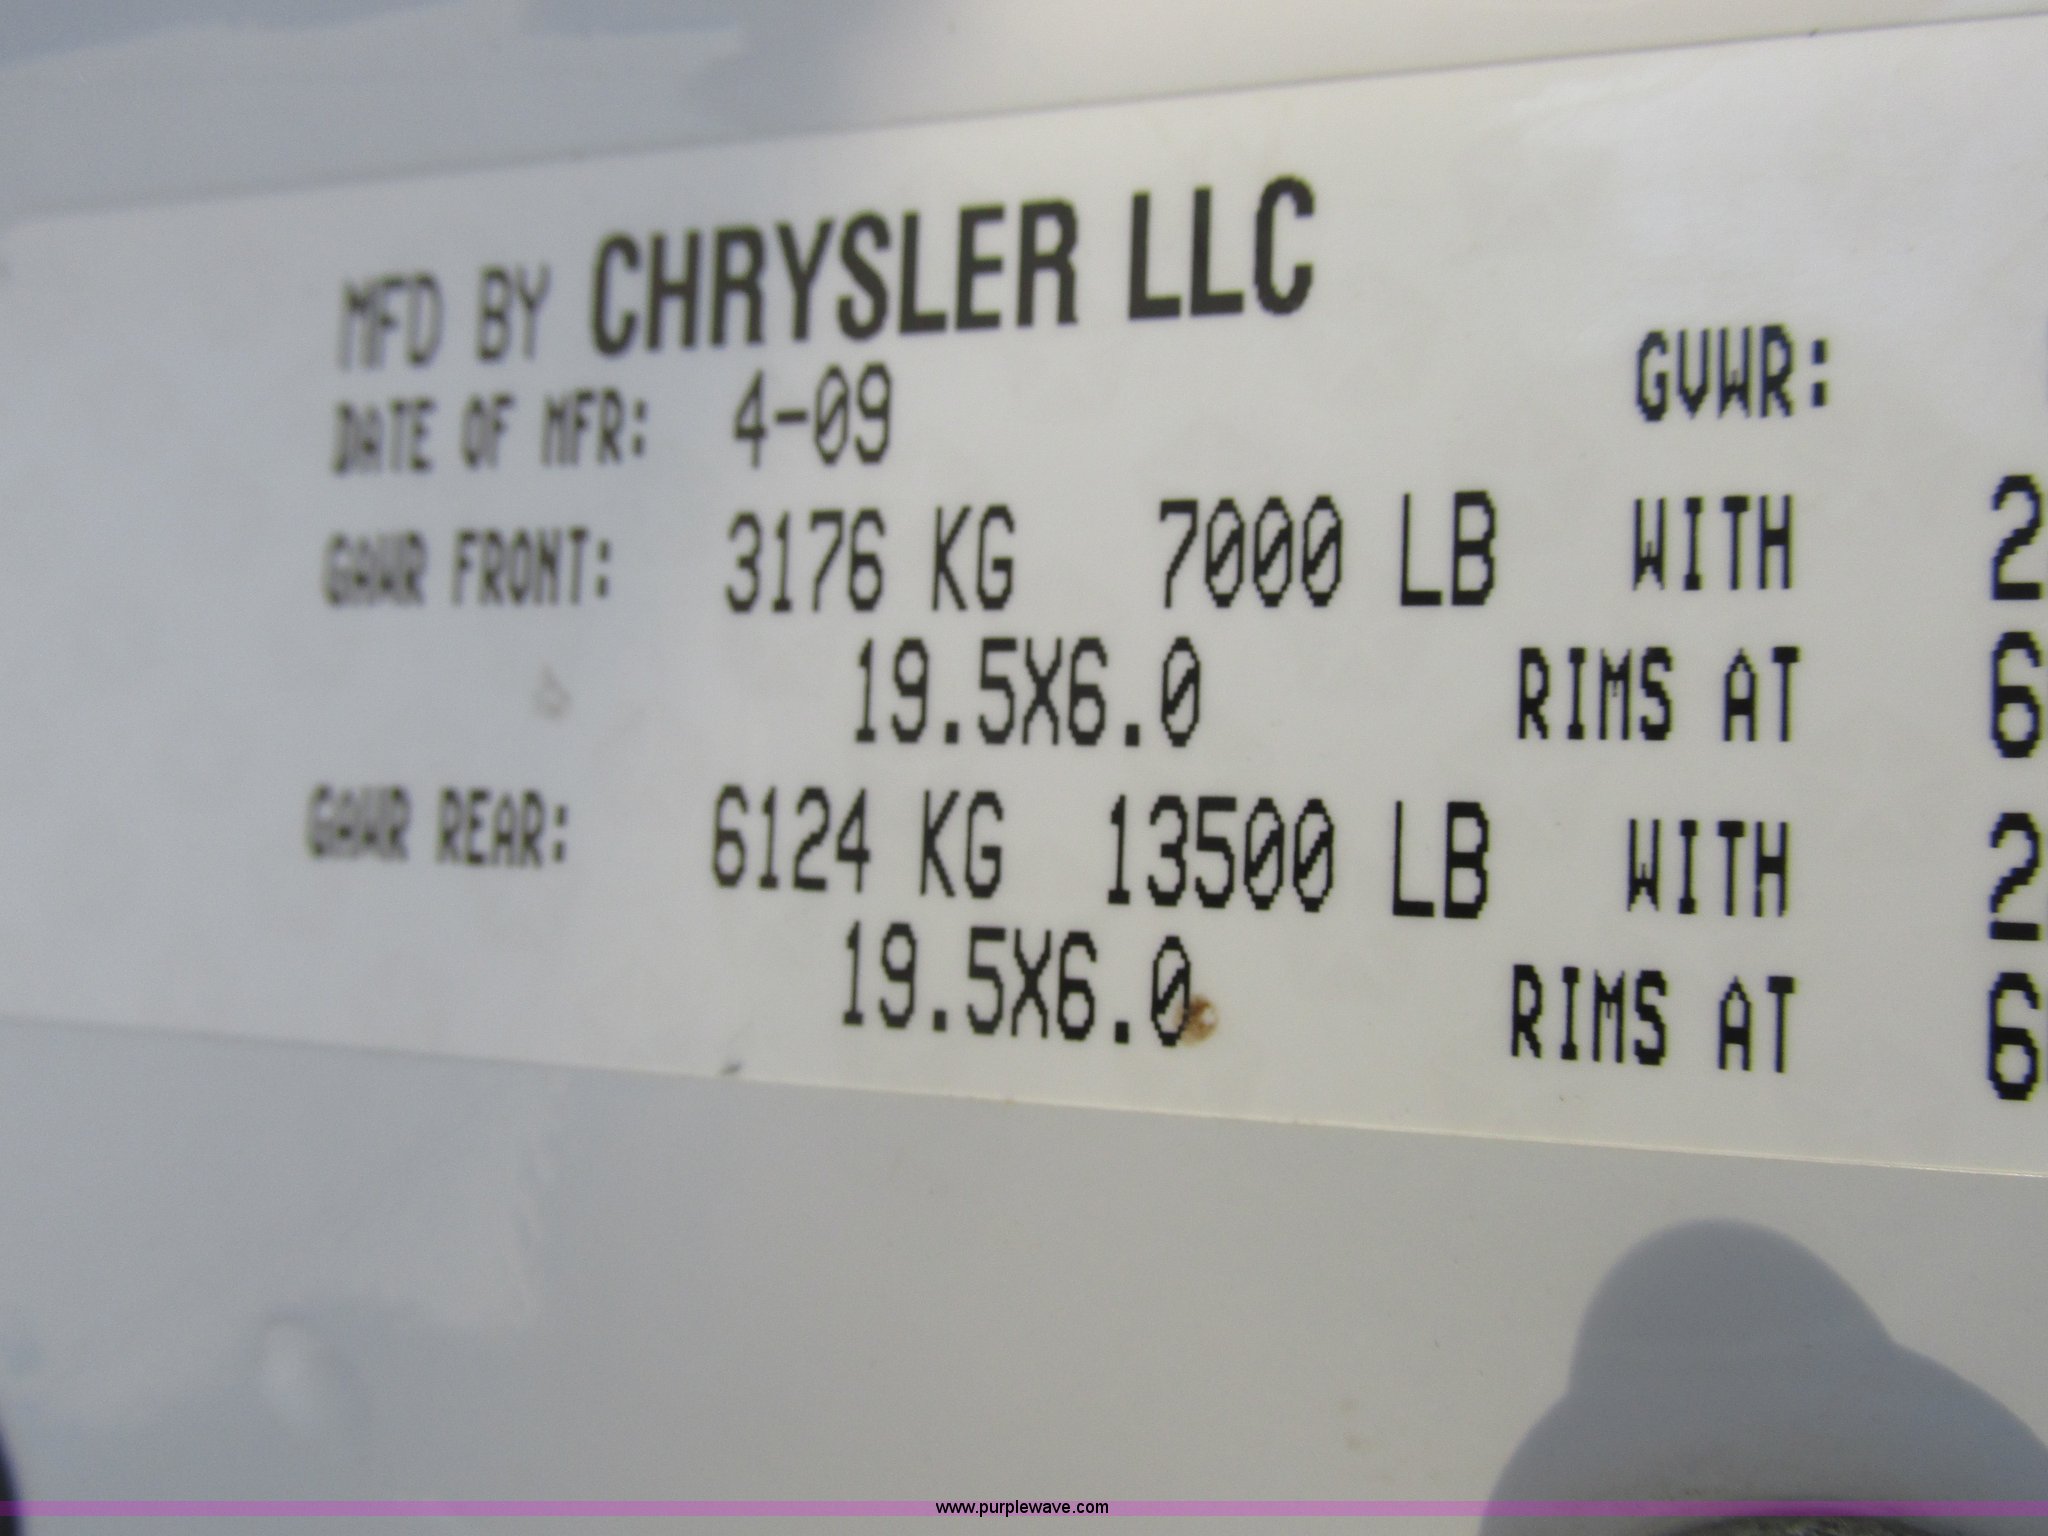 MFD BY CHRYSLER LLC
DATE OF MFR: 4-09 GVWR:
GAWR FRONT: 3176 KG 7000 LB WITH 2
19.5X6.0 RIMS AT 6
GAWR REAR: 6124 KG 13500 LB WITH 2
19.5X6.0 RIMS AT 6
www.purplewave.com